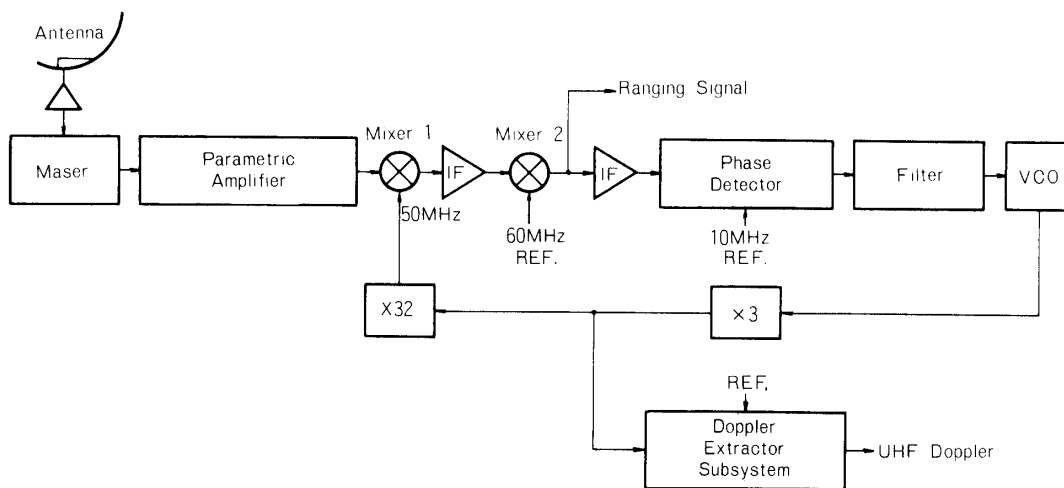 Antenna
Ranging Signal
Mixer 1
Mixer 2
Maser
Parametric
Amplifier
IF
IF
Phase
Detector
Filter
VCO
50MHz
60MHz
REF.
10MHz
REF.
X32
×3
REF.
Doppler
Extractor
Subsystem
UHF Doppler